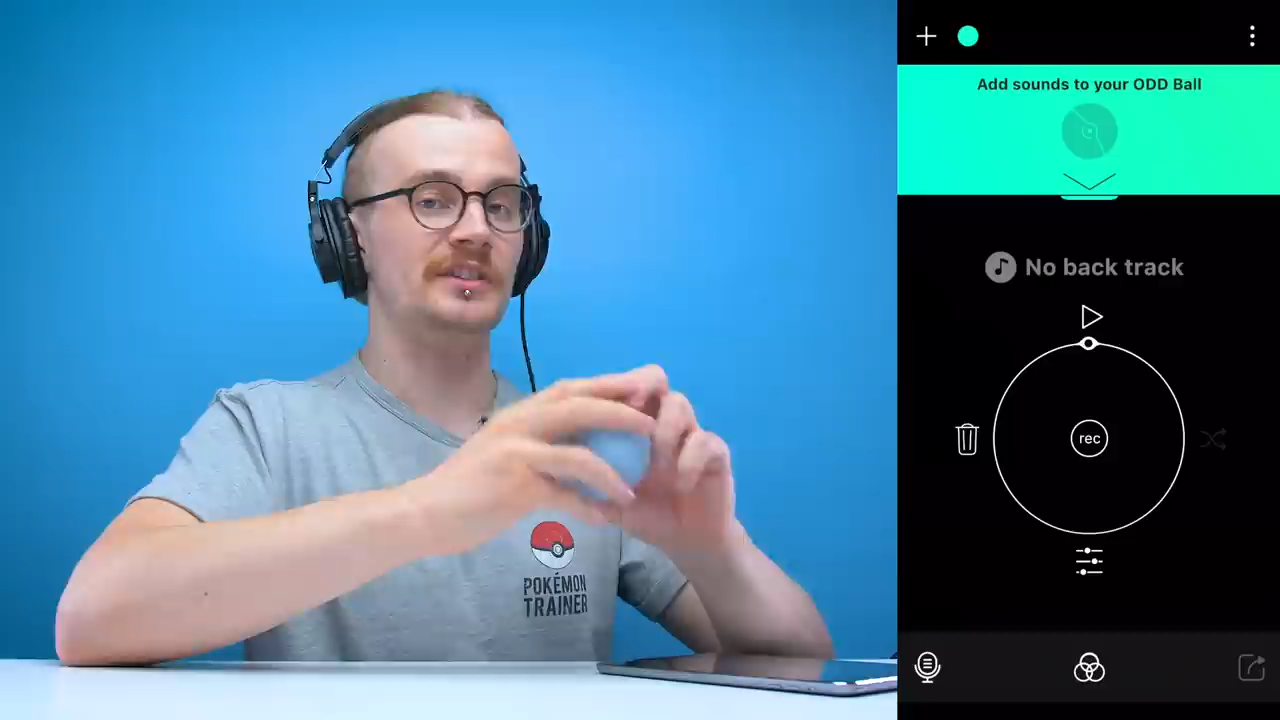 Add sounds to your ODD Ball
No back track
rec
POKÉMON
TRAINER